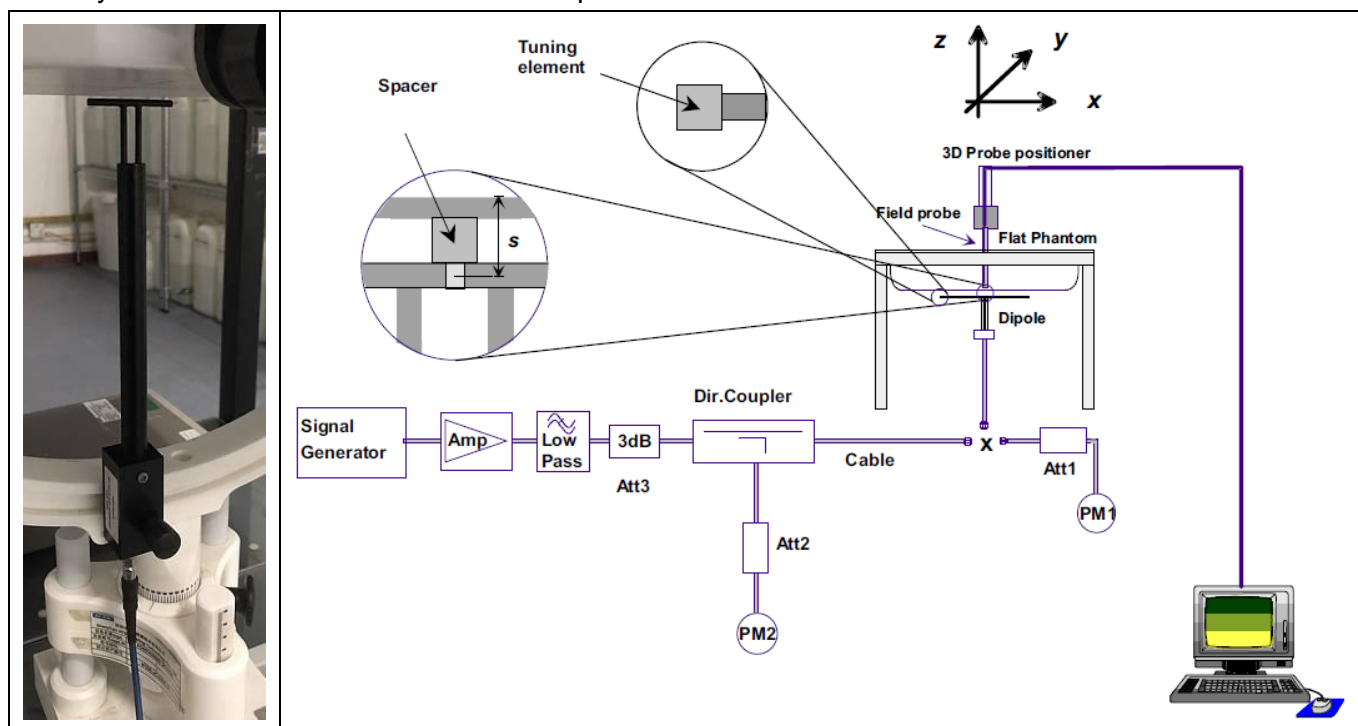 Tuning
element
Spacer
z
y
x
3D Probe positioner
Field probe
Flat Phantom
s
Dipole
Dir.Coupler
Signal
Generator
Amp
Low
Pass
3dB
Att3
Cable
X
Att1
PM1
Att2
PM2